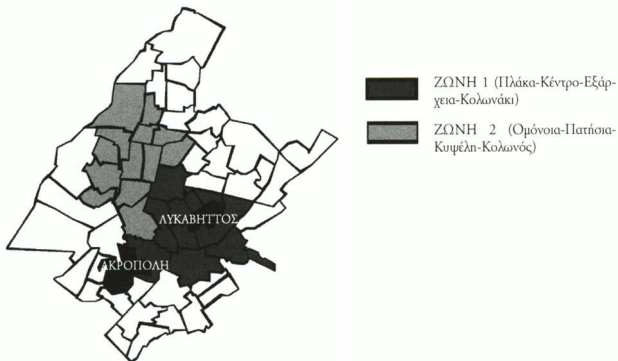 ΖΩΝΗ 1 (Πλάκα-Κέντρο-Εξάρ-
χεια-Κολωνάκι)
ΖΩΝΗ 2 (Ομόνοια-Πατήσια-
Κυψέλη-Κολωνός)
ΛΥΚΑΒΗΤΤΟΣ
ΑΚΡΟΠΟΛΗ